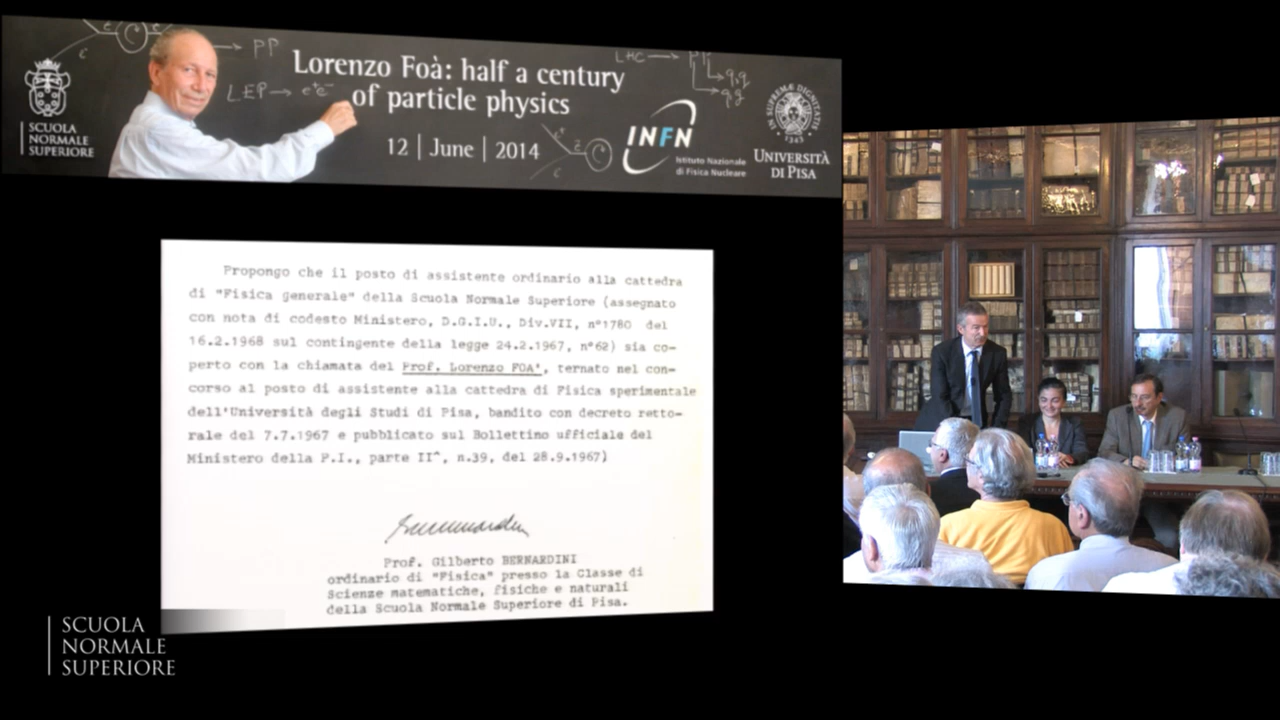 PP
LEP→ e⁺e⁻
LHC → PP
q,q
q,g
Lorenzo Foà: half a century
of particle physics
12 | June | 2014
SCUOLA
NORMALE
SUPERIORE
INFN
Istituto Nazionale
di Fisica Nucleare
SUPREMÆ DIGNITATIS
1343
UNIVERSITÀ
DI PISA
Propongo che il posto di assistente ordinario alla cattedra
di "Fisica generale" della Scuola Normale Superiore (assegnato
con nota di codesto Ministero, D.G.I.U., Div.VII, n°1780 del
16.2.1968 sul contingente della legge 24.2.1967, n°62) sia co-
perto con la chiamata del Prof. Lorenzo FOA', ternato nel con-
corso al posto di assistente alla cattedra di Fisica sperimentale
dell'Università degli Studi di Pisa, bandito con decreto retto-
rale del 7.7.1967 e pubblicato sul Bollettino ufficiale del
Ministero della P.I., parte II^, n.39, del 28.9.1967)
Prof. Gilberto BERNARDINI
ordinario di "Fisica" presso la Classe di
Scienze matematiche, fisiche e naturali
della Scuola Normale Superiore di Pisa.
SCUOLA
NORMALE
SUPERIORE